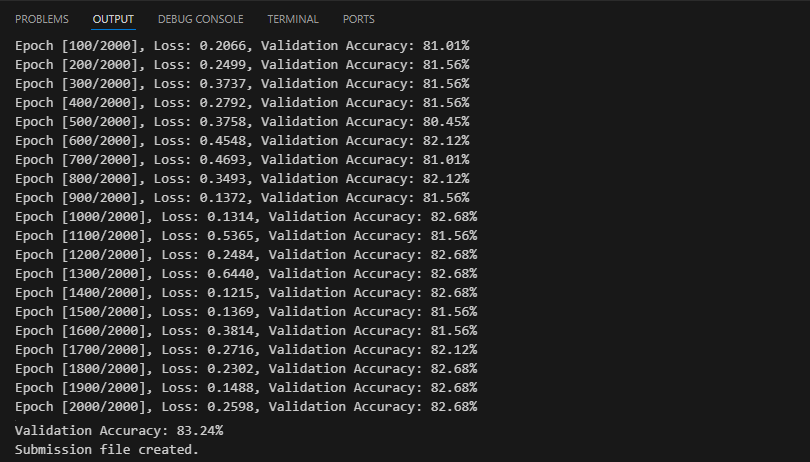 PROBLEMS OUTPUT DEBUG CONSOLE TERMINAL PORTS
Epoch [100/2000], Loss: 0.2066, Validation Accuracy: 81.01%
Epoch [200/2000], Loss: 0.2499, Validation Accuracy: 81.56%
Epoch [300/2000], Loss: 0.3737, Validation Accuracy: 81.56%
Epoch [400/2000], Loss: 0.2792, Validation Accuracy: 81.56%
Epoch [500/2000], Loss: 0.3758, Validation Accuracy: 80.45%
Epoch [600/2000], Loss: 0.4548, Validation Accuracy: 82.12%
Epoch [700/2000], Loss: 0.4693, Validation Accuracy: 81.01%
Epoch [800/2000], Loss: 0.3493, Validation Accuracy: 82.12%
Epoch [900/2000], Loss: 0.1372, Validation Accuracy: 81.56%
Epoch [1000/2000], Loss: 0.1314, Validation Accuracy: 82.68%
Epoch [1100/2000], Loss: 0.5365, Validation Accuracy: 81.56%
Epoch [1200/2000], Loss: 0.2484, Validation Accuracy: 82.68%
Epoch [1300/2000], Loss: 0.6440, Validation Accuracy: 82.68%
Epoch [1400/2000], Loss: 0.1215, Validation Accuracy: 82.68%
Epoch [1500/2000], Loss: 0.1369, Validation Accuracy: 81.56%
Epoch [1600/2000], Loss: 0.3814, Validation Accuracy: 81.56%
Epoch [1700/2000], Loss: 0.2716, Validation Accuracy: 82.12%
Epoch [1800/2000], Loss: 0.2302, Validation Accuracy: 82.68%
Epoch [1900/2000], Loss: 0.1488, Validation Accuracy: 82.68%
Epoch [2000/2000], Loss: 0.2598, Validation Accuracy: 82.68%
Validation Accuracy: 83.24%
Submission file created.